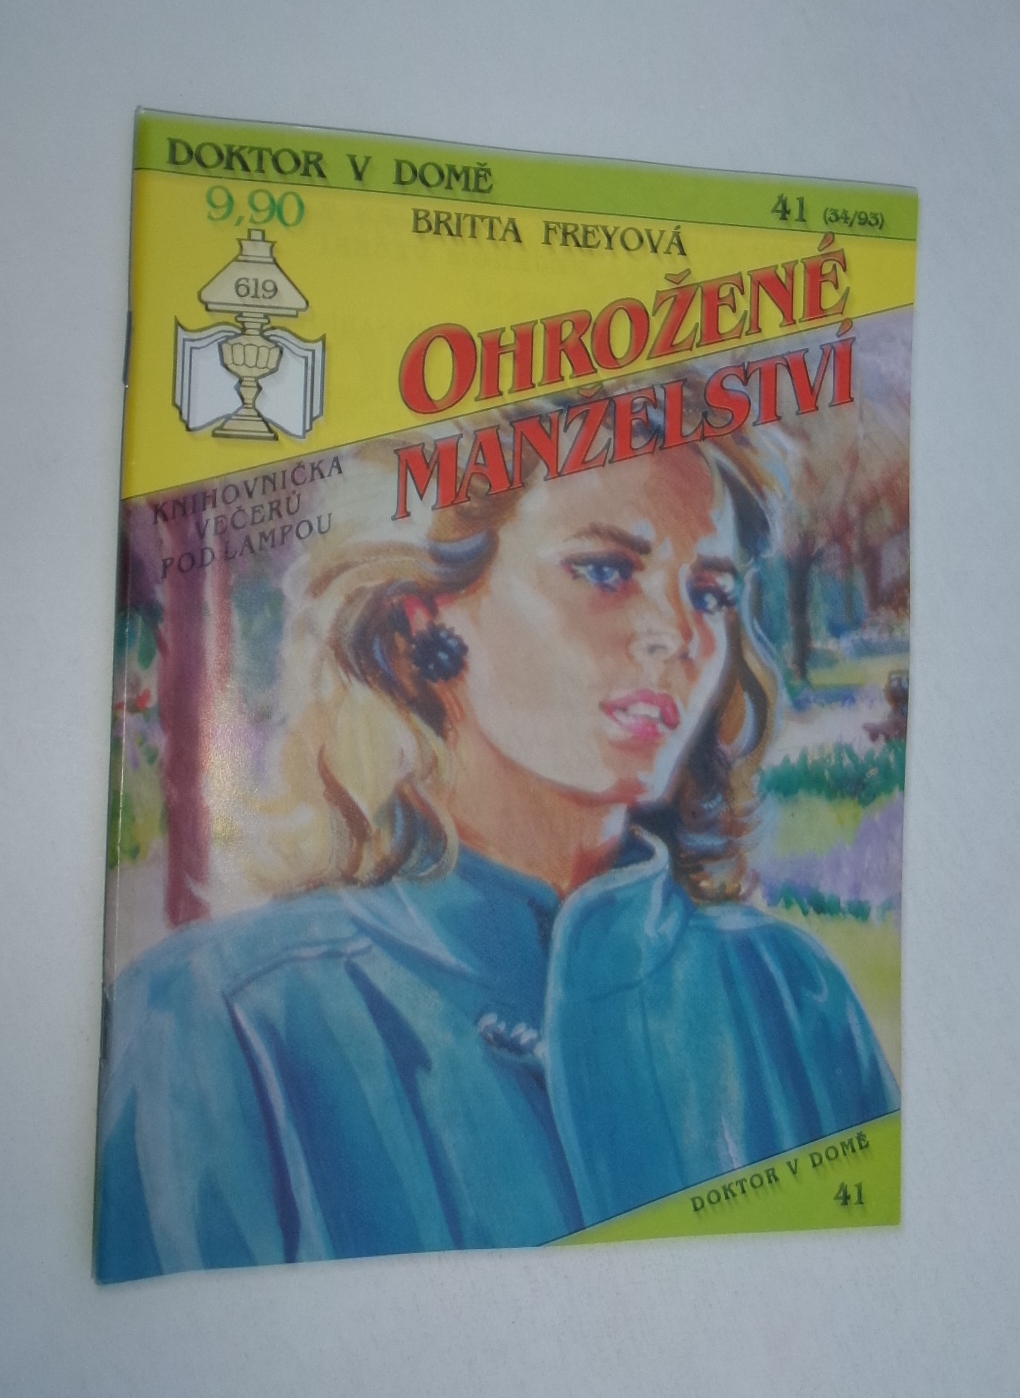 DOKTOR V DOMĚ
41 (34/93)
9,90
BRITTA FREYOVÁ
619
OHROŽENÉ
MANŽELSTVÍ
KNIHOVNIČKA
VEČERŮ
POD LAMPOU
DOKTOR V DOMĚ
41